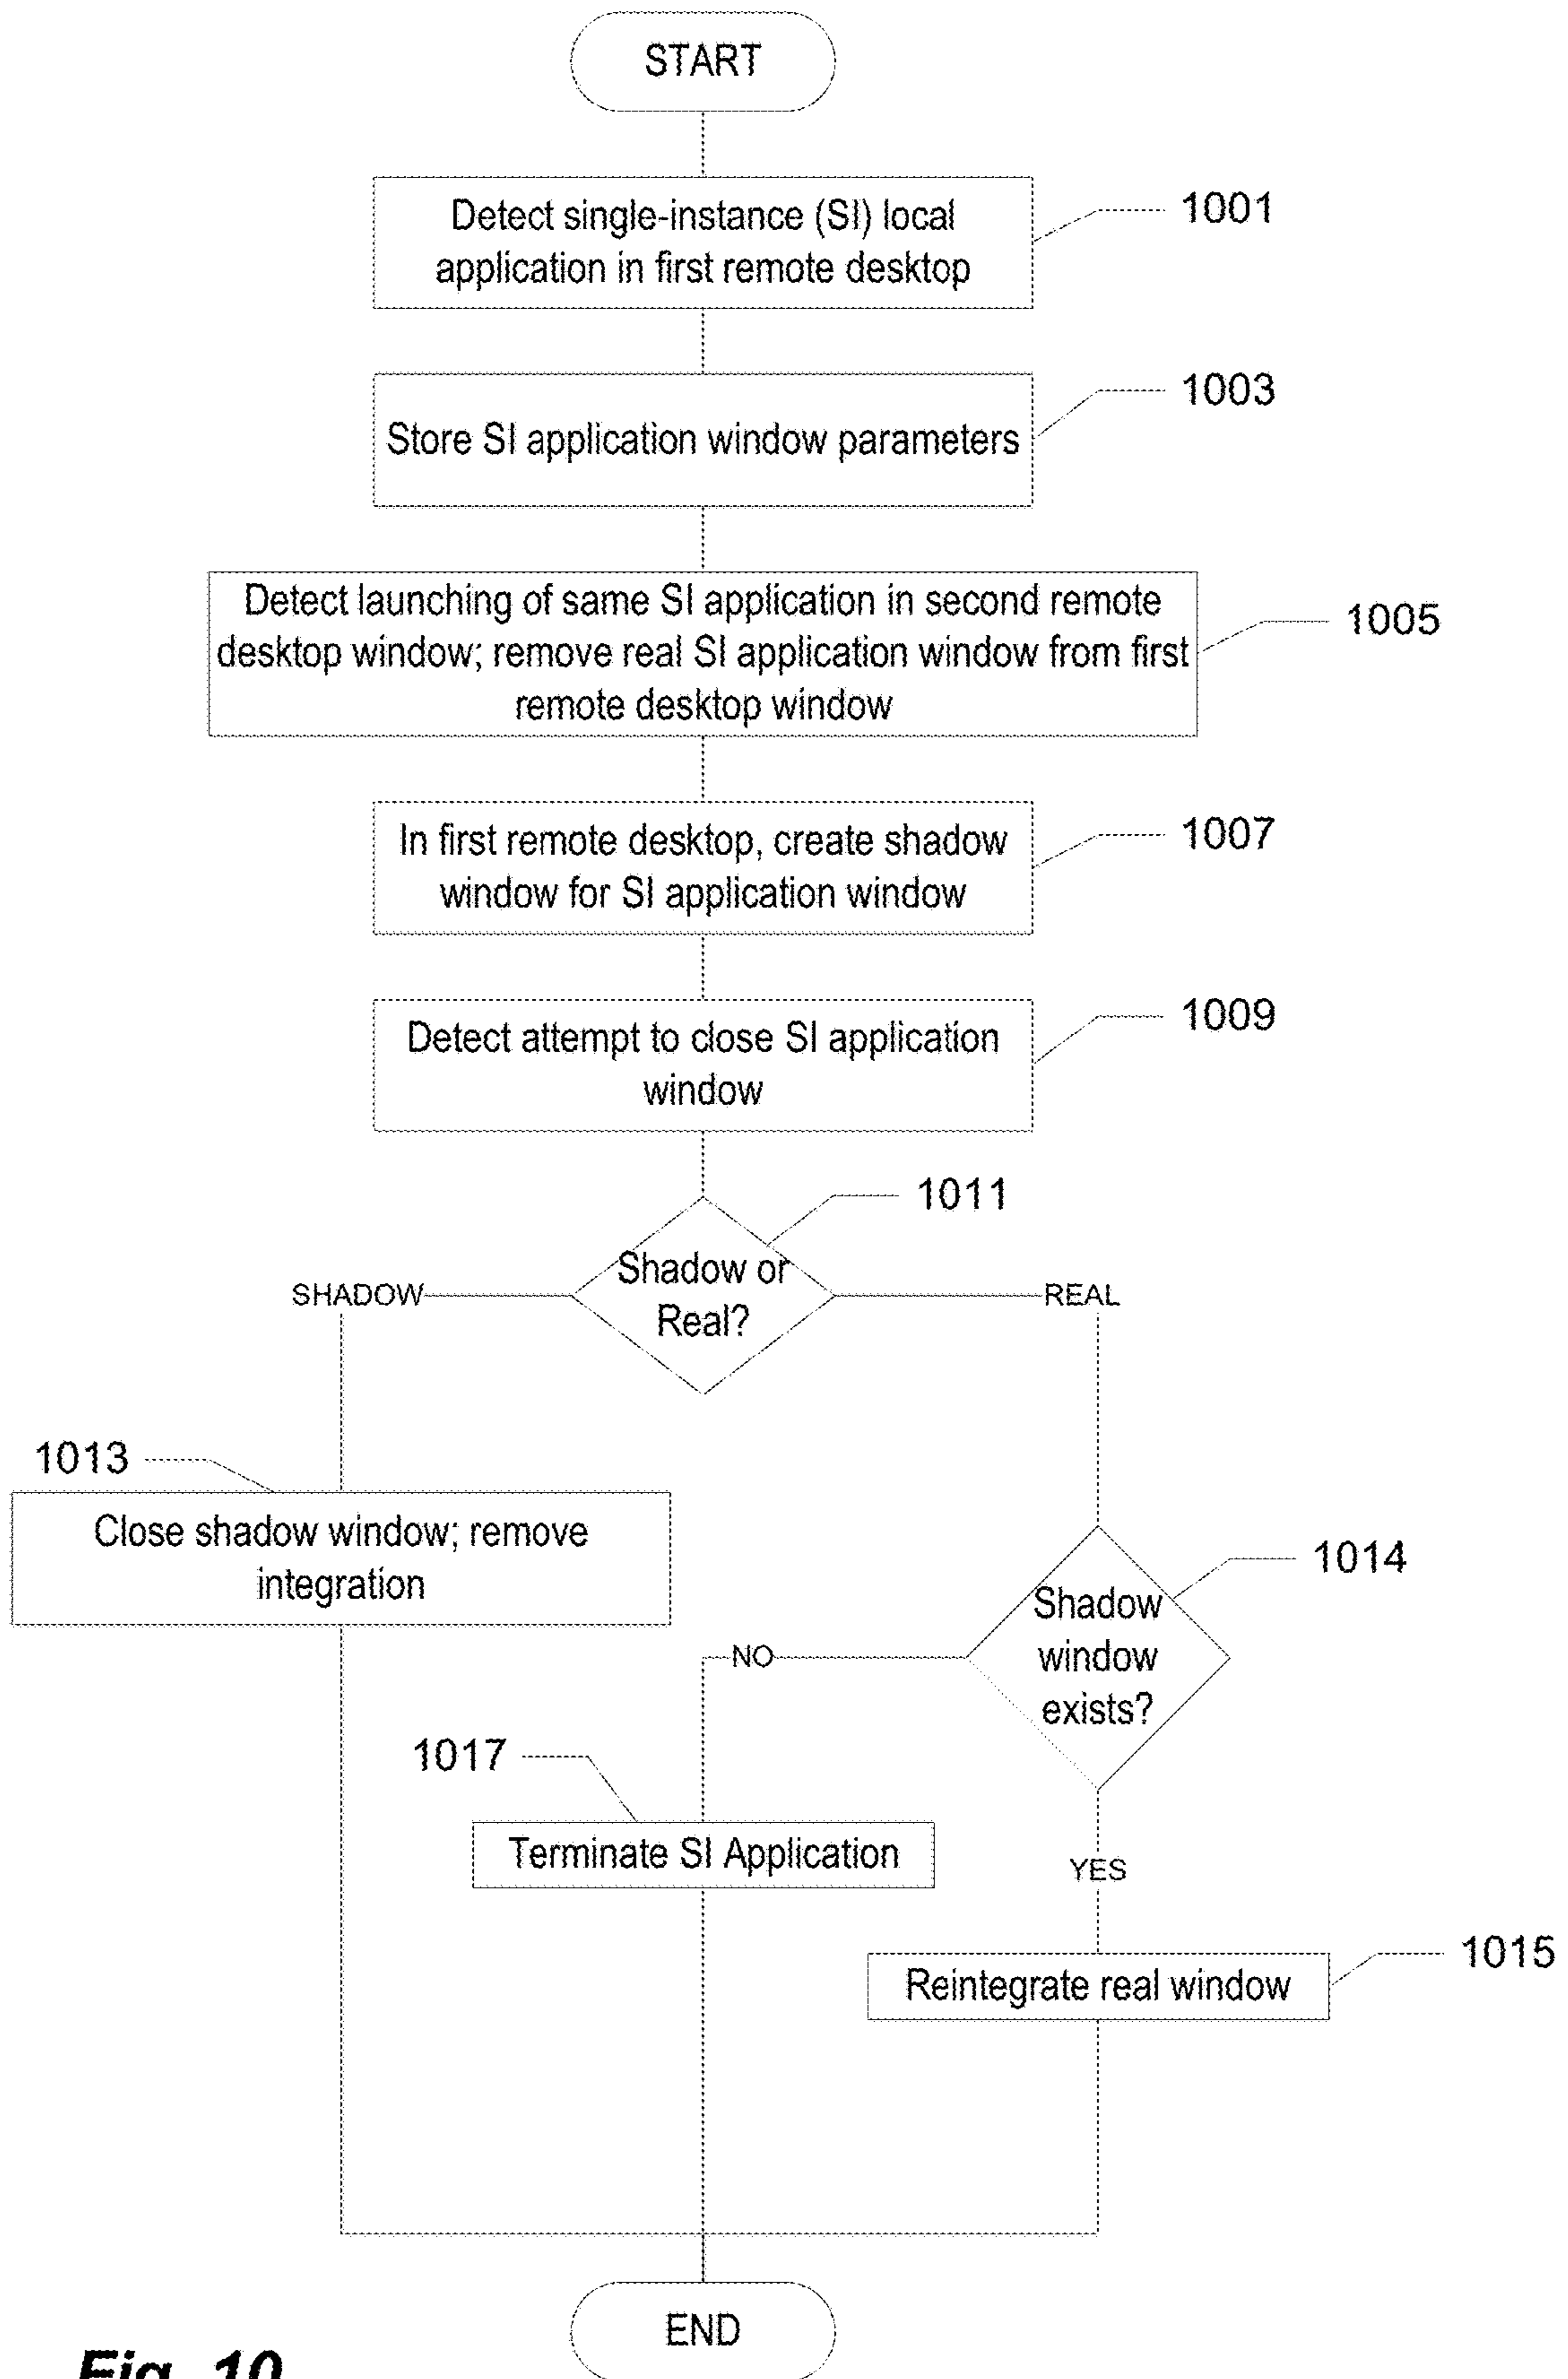 START
Detect single-instance (SI) local
application in first remote desktop
1001
Store SI application window parameters
1003
Detect launching of same SI application in second remote
desktop window; remove real SI application window from first
remote desktop window
1005
In first remote desktop, create shadow
window for SI application window
1007
Detect attempt to close SI application
window
1009
1011
Shadow or
Real?
SHADOW
REAL
1013
Close shadow window; remove
integration
1014
Shadow
window
exists?
NO
1017
Terminate SI Application
YES
1015
Reintegrate real window
END
Fig. 10